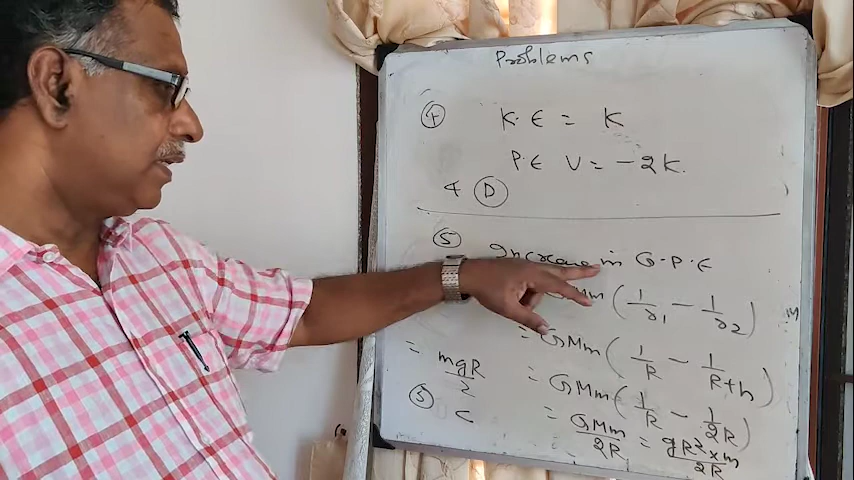 Problems
④ K.E = K
P.E V = -2K.
4 Ⓓ
⑤ Increase in G.P.E
GMm (1/r1 - 1/r2)
= GMm (1/R - 1/R+h)
= GMm (1/R - 1/2R)
= GMm/2R = gR²×m/2R
= mgR/2
⑤ C